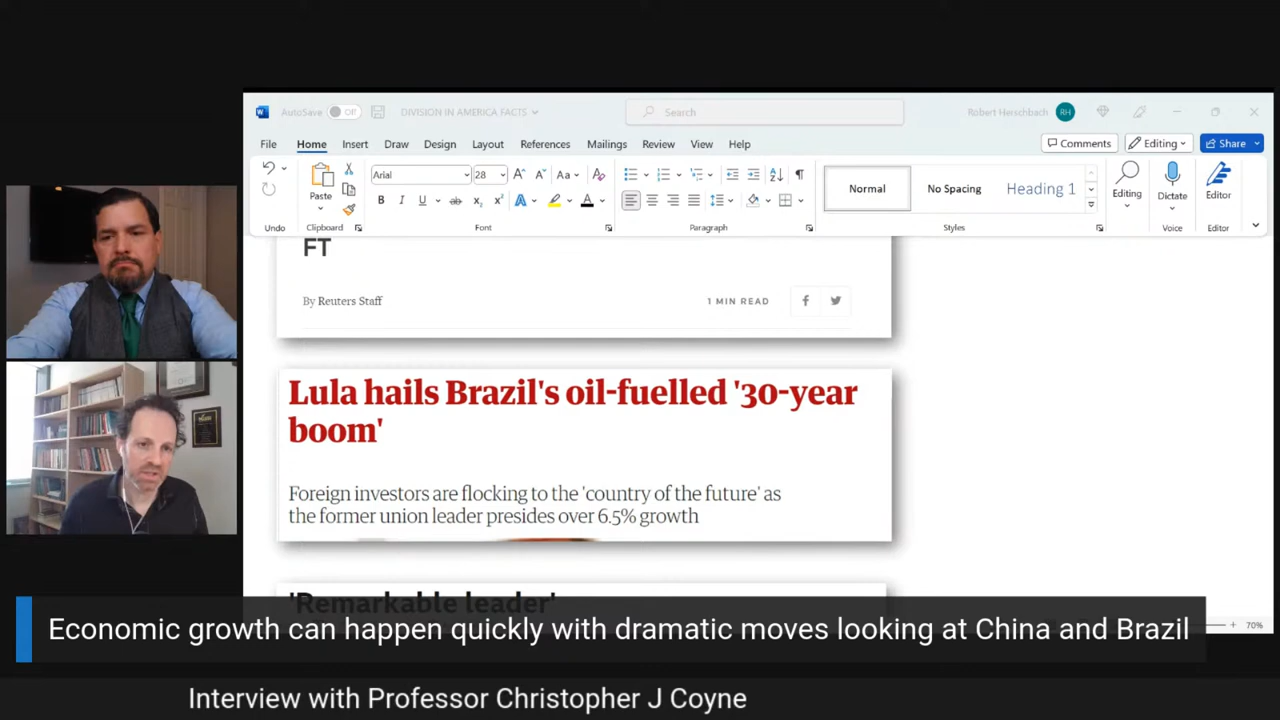 AutoSave Off DIVISION IN AMERICA FACTS Search Robert Herschbach RH
File Home Insert Draw Design Layout References Mailings Review View Help Comments Editing Share
Paste Arial 28 Aa Normal No Spacing Heading 1 Editing Dictate Editor
Undo Clipboard Font Paragraph Styles Voice Editor
FT
By Reuters Staff 1 MIN READ
Lula hails Brazil's oil-fuelled '30-year
boom'
Foreign investors are flocking to the 'country of the future' as
the former union leader presides over 6.5% growth
'Remarkable leader'
Economic growth can happen quickly with dramatic moves looking at China and Brazil
70%
Interview with Professor Christopher J Coyne